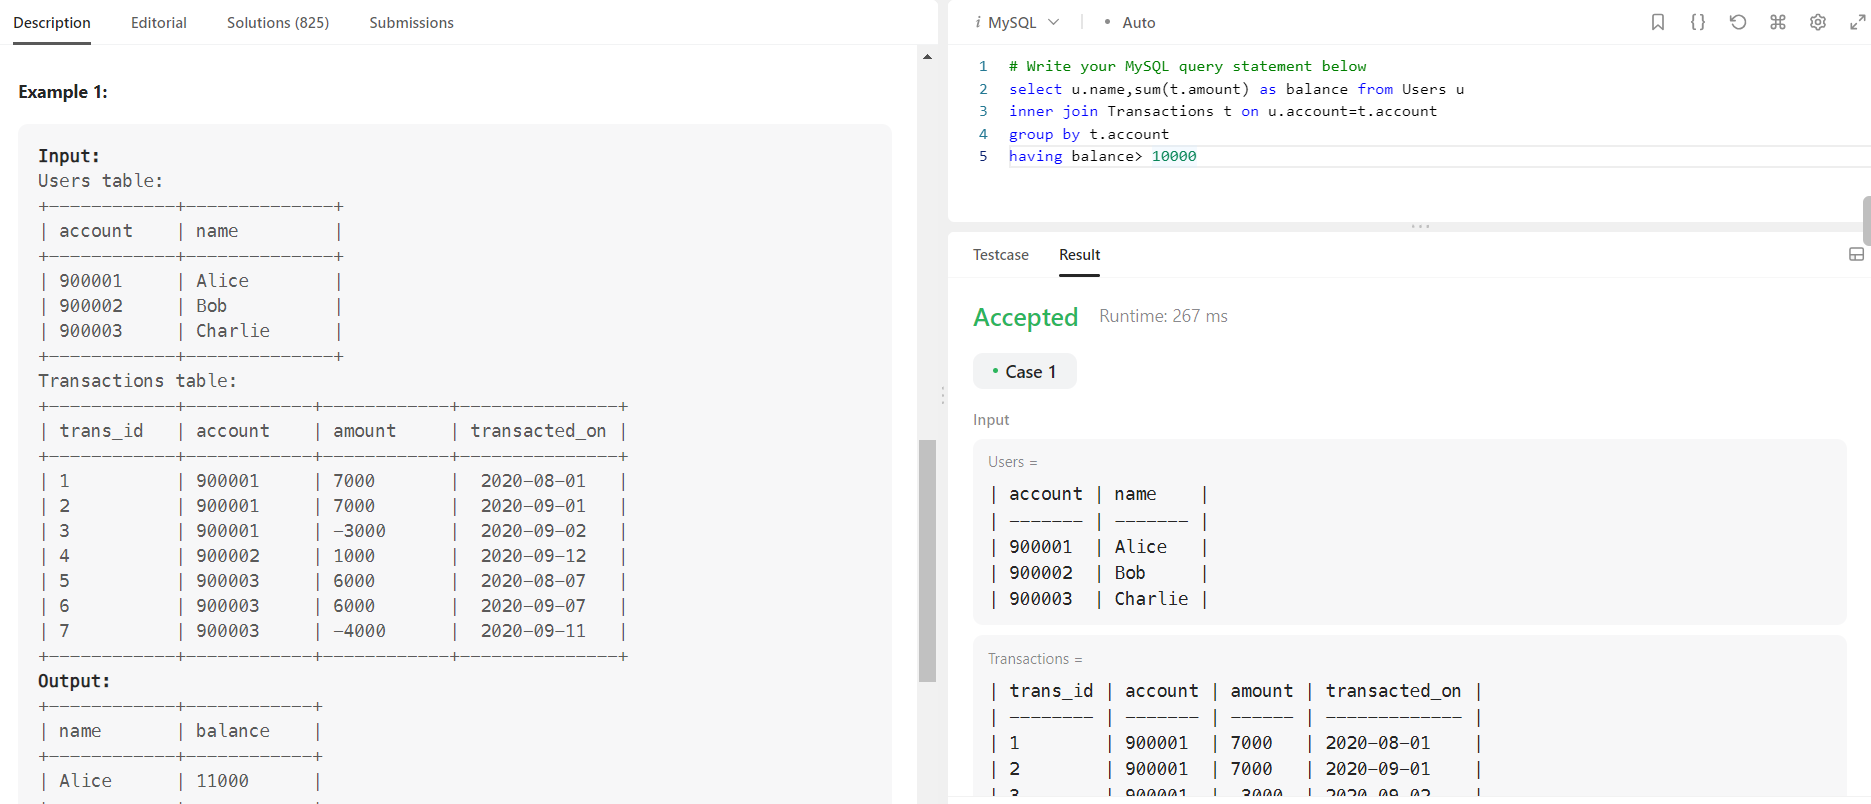 Description Editorial Solutions (825) Submissions
Example 1:
Input:
Users table:
+------------+--------------+
| account    | name         |
+------------+--------------+
| 900001     | Alice        |
| 900002     | Bob          |
| 900003     | Charlie      |
+------------+--------------+
Transactions table:
+------------+------------+------------+---------------+
| trans_id   | account    | amount     | transacted_on |
+------------+------------+------------+---------------+
| 1          | 900001     | 7000       |  2020-08-01   |
| 2          | 900001     | 7000       |  2020-09-01   |
| 3          | 900001     | -3000      |  2020-09-02   |
| 4          | 900002     | 1000       |  2020-09-12   |
| 5          | 900003     | 6000       |  2020-08-07   |
| 6          | 900003     | 6000       |  2020-09-07   |
| 7          | 900003     | -4000      |  2020-09-11   |
+------------+------------+------------+---------------+
Output:
+------------+------------+
| name       | balance    |
+------------+------------+
| Alice      | 11000      |
i MySQL • Auto
1 # Write your MySQL query statement below
2 select u.name,sum(t.amount) as balance from Users u
3 inner join Transactions t on u.account=t.account
4 group by t.account
5 having balance> 10000
Testcase Result
Accepted Runtime: 267 ms
• Case 1
Input
Users =
| account | name    |
| ------- | ------- |
| 900001  | Alice   |
| 900002  | Bob     |
| 900003  | Charlie |
Transactions =
| trans_id | account | amount | transacted_on |
| -------- | ------- | ------ | ------------- |
| 1        | 900001  | 7000   | 2020-08-01    |
| 2        | 900001  | 7000   | 2020-09-01    |
| 3        | 900001  | -3000  | 2020-09-02    |